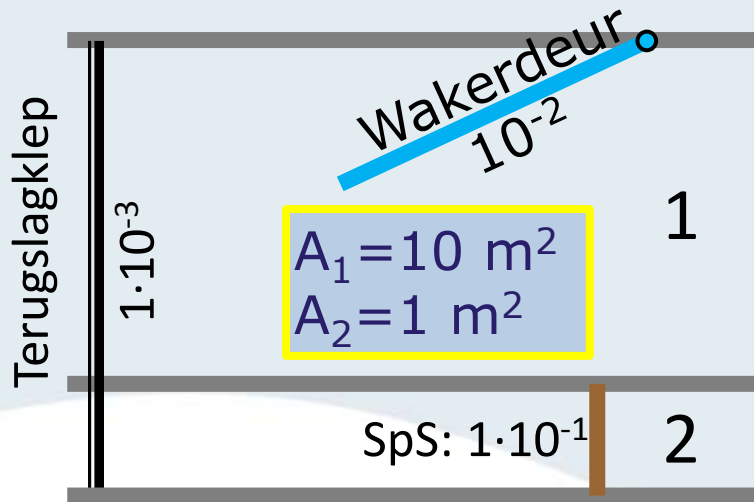 Wakerdeur
10⁻²
Terugslagklep
1·10⁻³
1
A₁=10 m²
A₂=1 m²
SpS: 1·10⁻¹
2